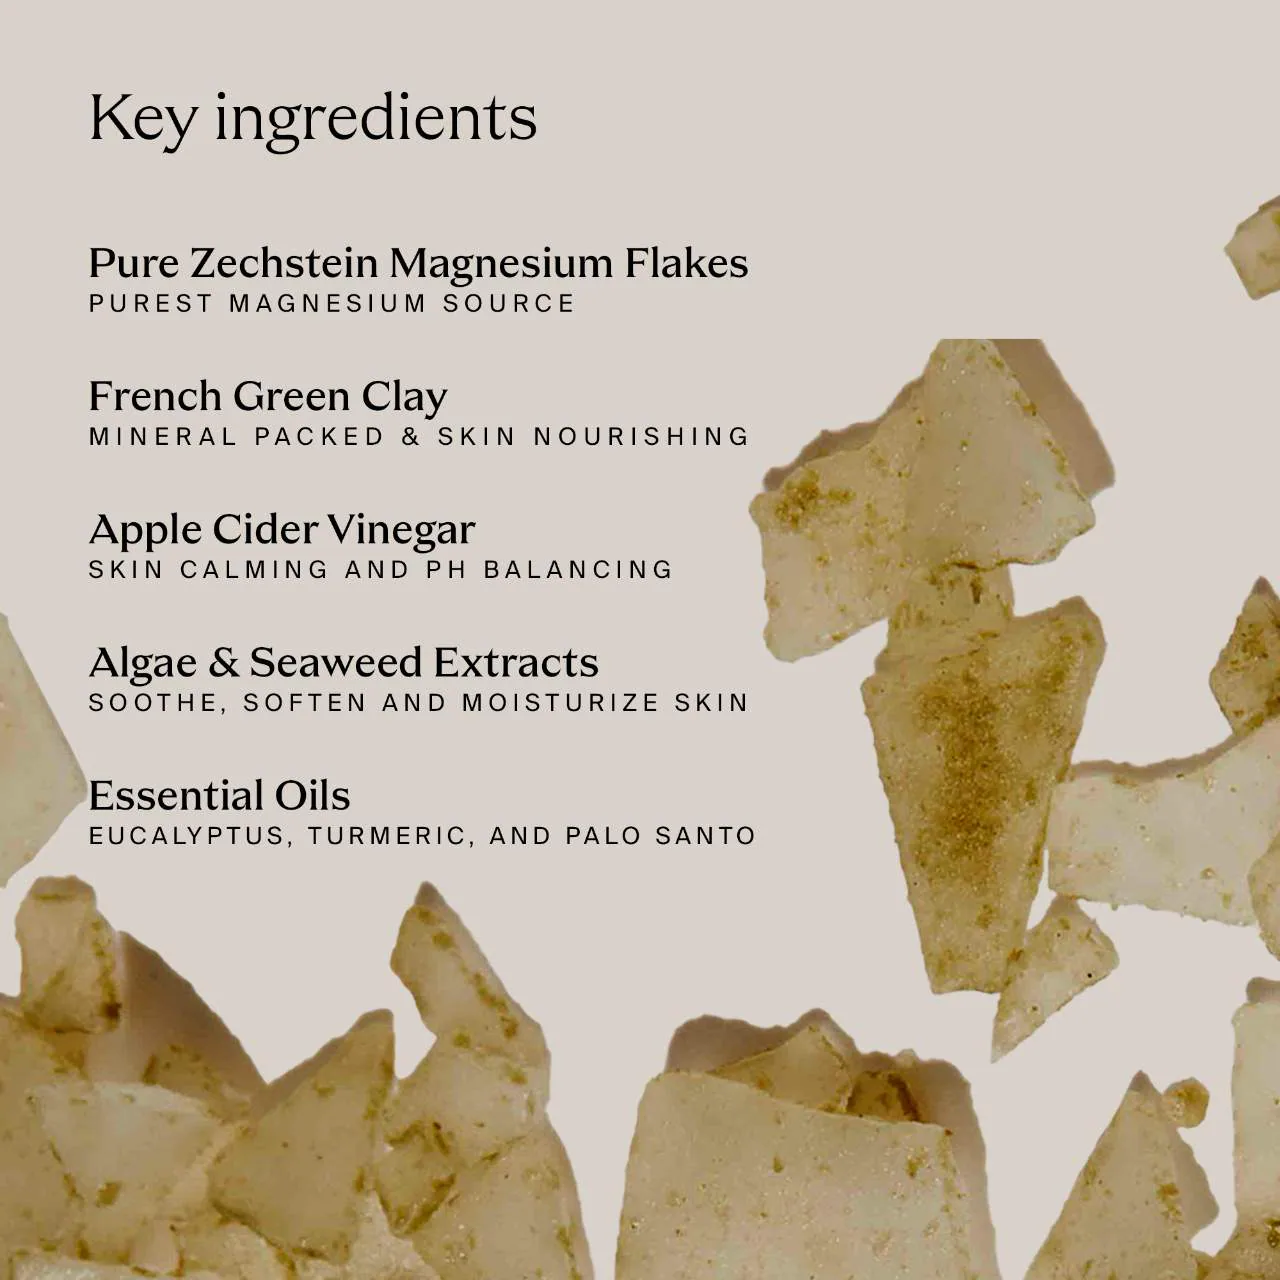 Key ingredients
Pure Zechstein Magnesium Flakes
PUREST MAGNESIUM SOURCE
French Green Clay
MINERAL PACKED & SKIN NOURISHING
Apple Cider Vinegar
SKIN CALMING AND PH BALANCING
Algae & Seaweed Extracts
SOOTHE, SOFTEN AND MOISTURIZE SKIN
Essential Oils
EUCALYPTUS, TURMERIC, AND PALO SANTO